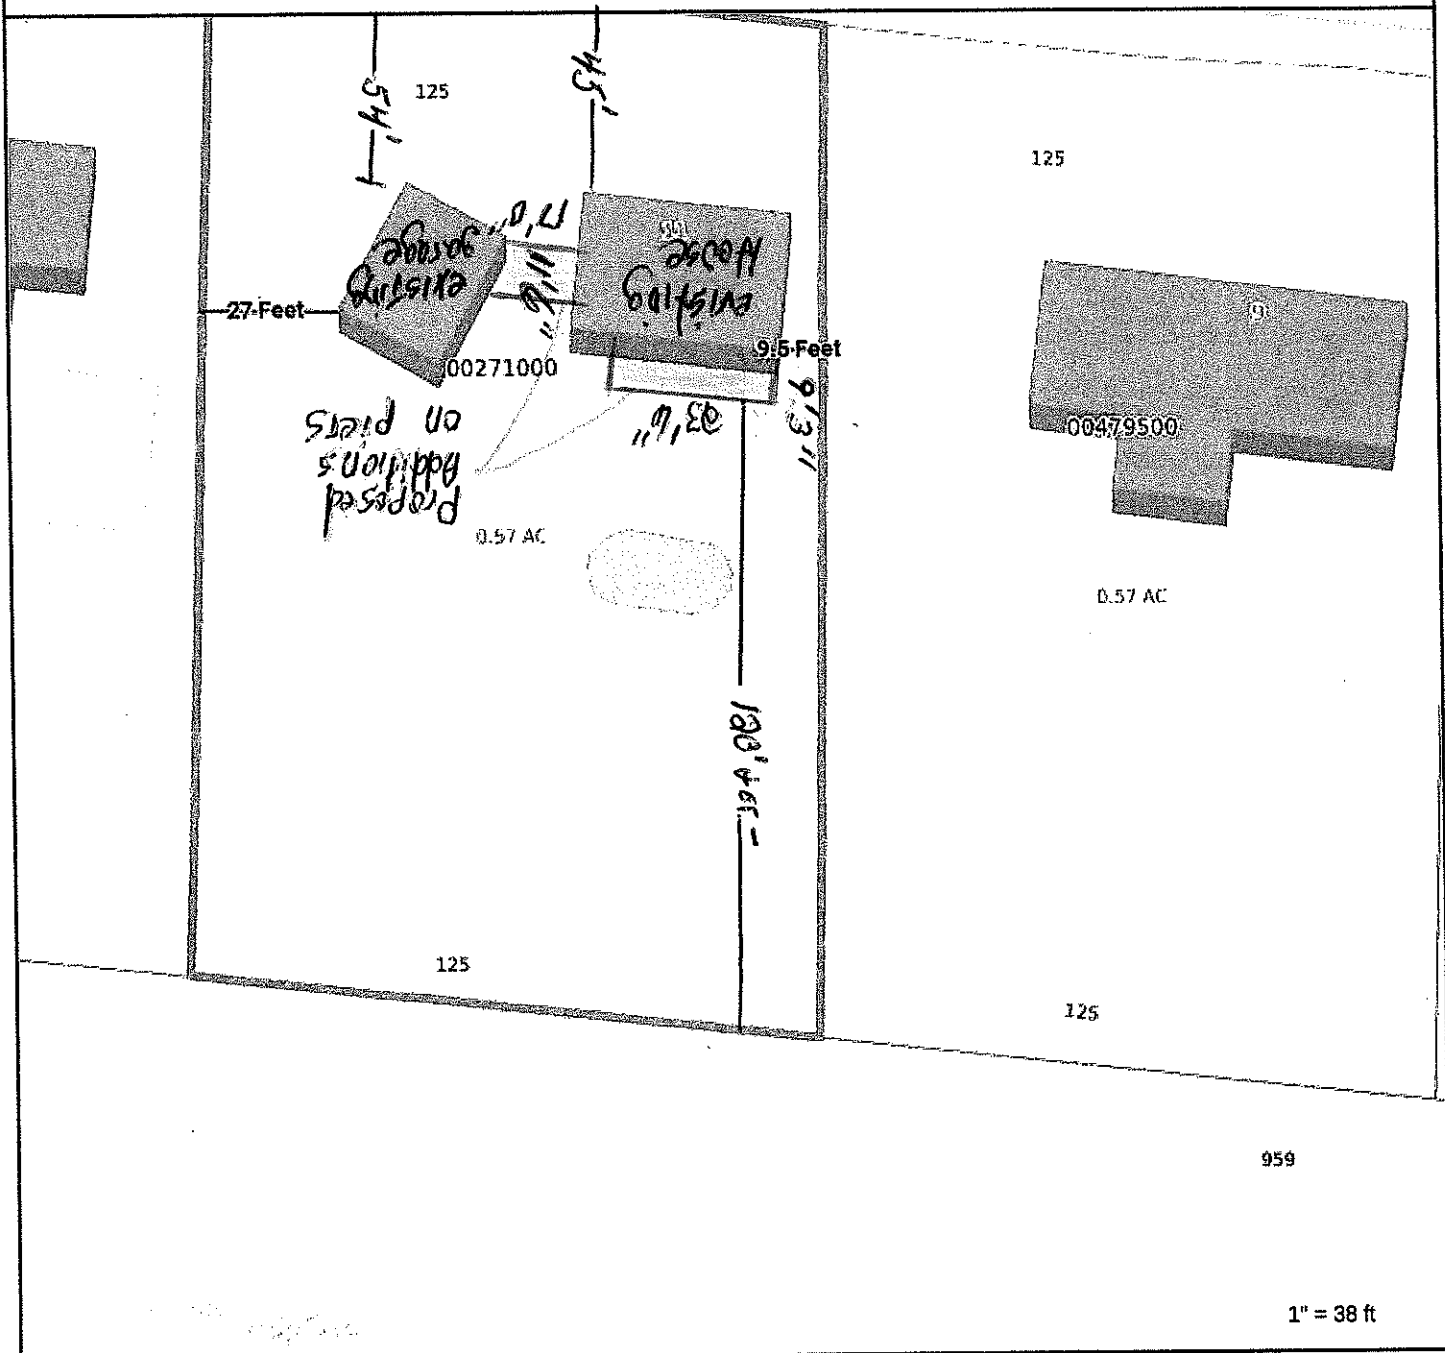 54'
125
45'
125
17'0"
existing
garage
11'6"
existing
House
9
27-Feet
9.5-Feet
00271000
9'3"
23'6"
00479500
Proposed
Additions
on piers
0.57 AC
0.57 AC
125
125
959
1" = 38 ft